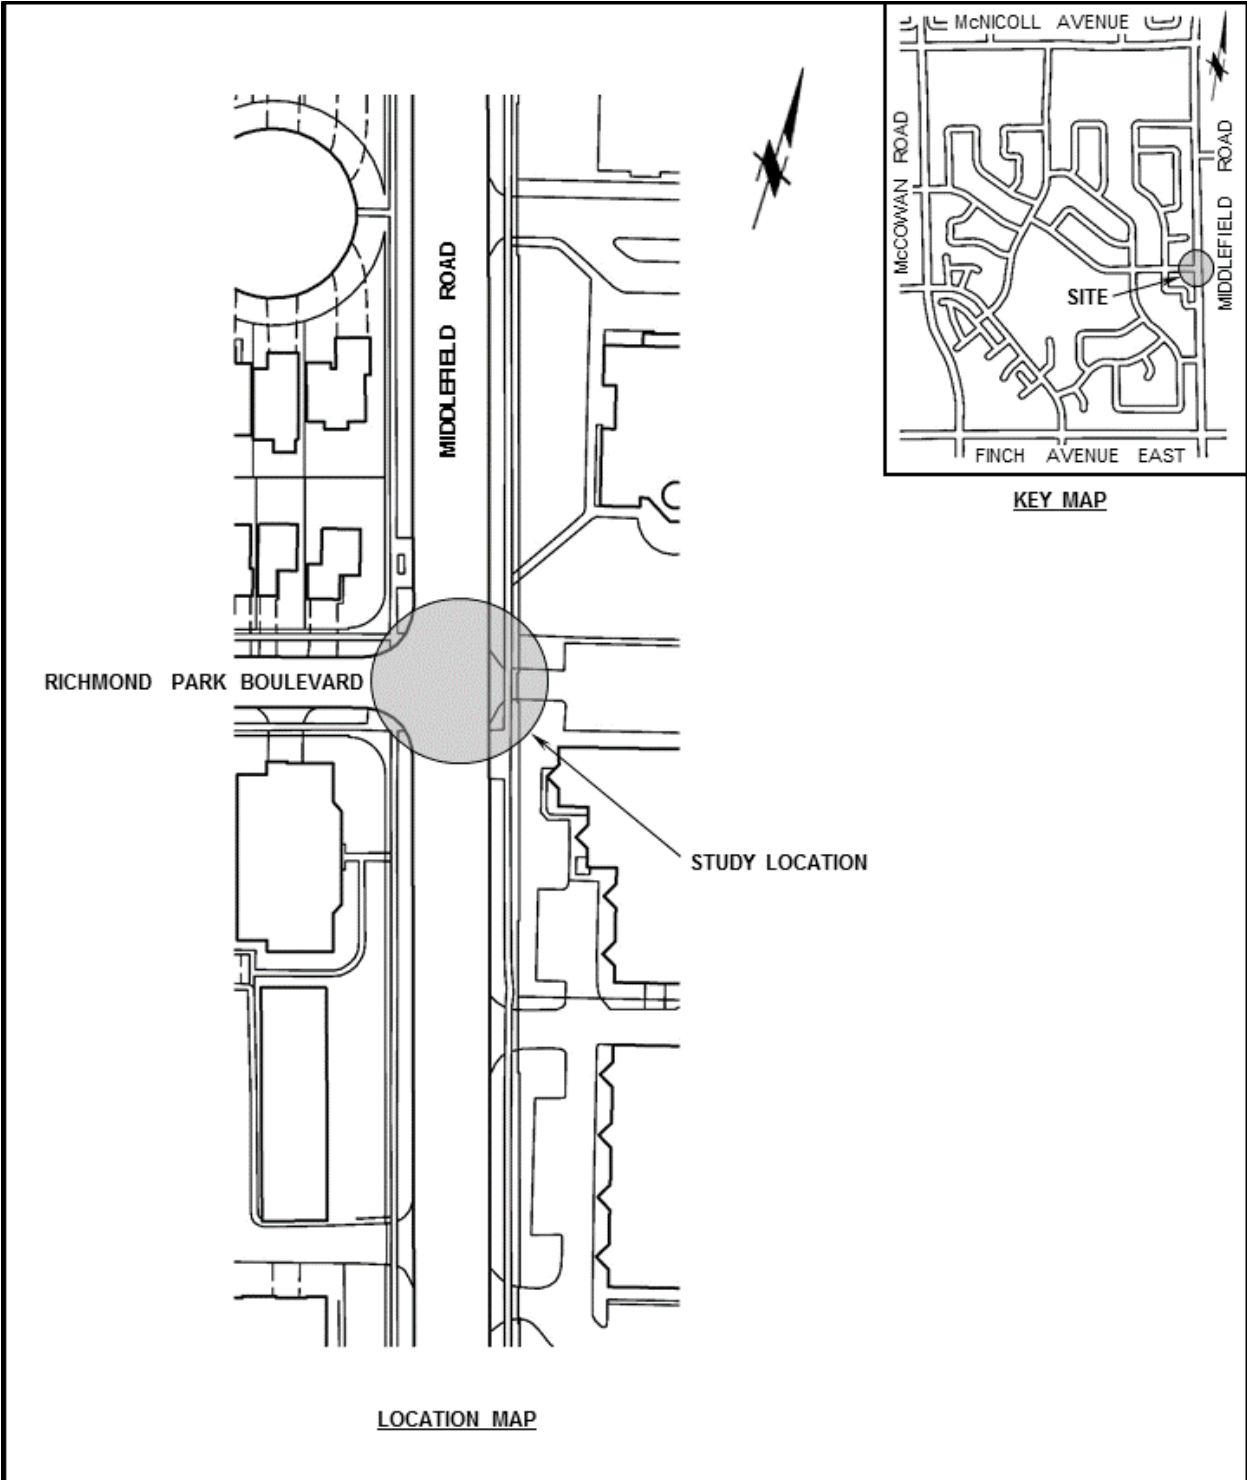 McNICOLL AVENUE
McCOWAN ROAD
MIDDLEFIELD ROAD
SITE
FINCH AVENUE EAST
KEY MAP
MIDDLEFIELD ROAD
RICHMOND PARK BOULEVARD
STUDY LOCATION
LOCATION MAP